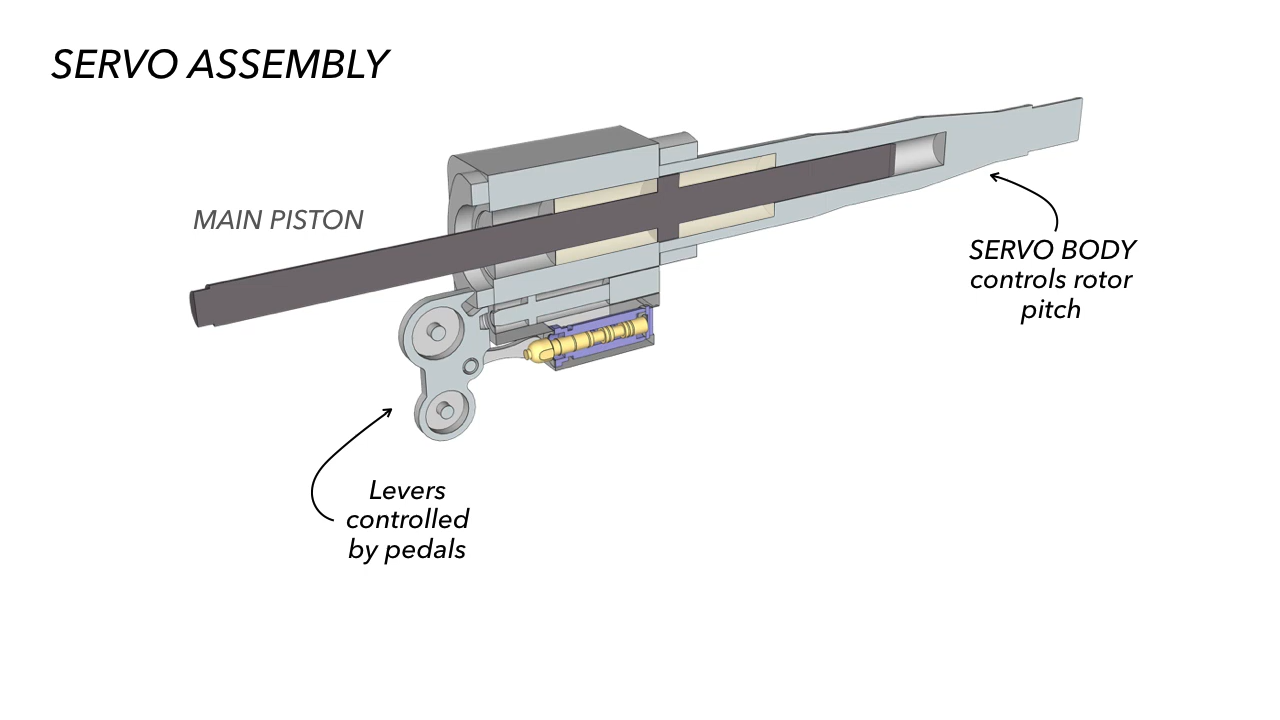 SERVO ASSEMBLY
MAIN PISTON
SERVO BODY
controls rotor
pitch
Levers
controlled
by pedals